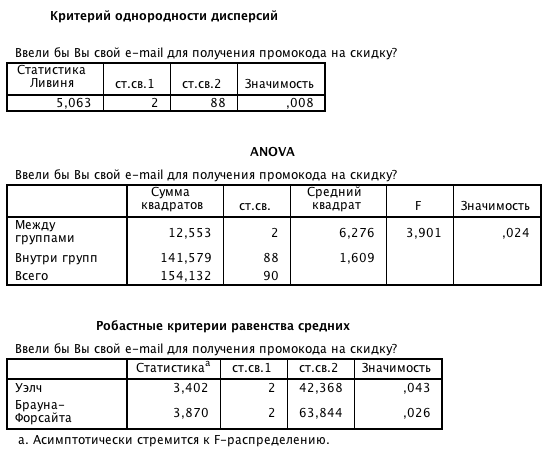 Критерий однородности дисперсий
Ввели бы Вы свой e-mail для получения промокода на скидку?
Статистика Ливиня ст.св.1 ст.св.2 Значимость
5,063 2 88 ,008
ANOVA
Ввели бы Вы свой e-mail для получения промокода на скидку?
Сумма квадратов ст.св. Средний квадрат F Значимость
Между группами 12,553 2 6,276 3,901 ,024
Внутри групп 141,579 88 1,609
Всего 154,132 90
Робастные критерии равенства средних
Ввели бы Вы свой e-mail для получения промокода на скидку?
Статистикаa ст.св.1 ст.св.2 Значимость
Уэлч 3,402 2 42,368 ,043
Брауна-Форсайта 3,870 2 63,844 ,026
a. Асимптотически стремится к F-распределению.